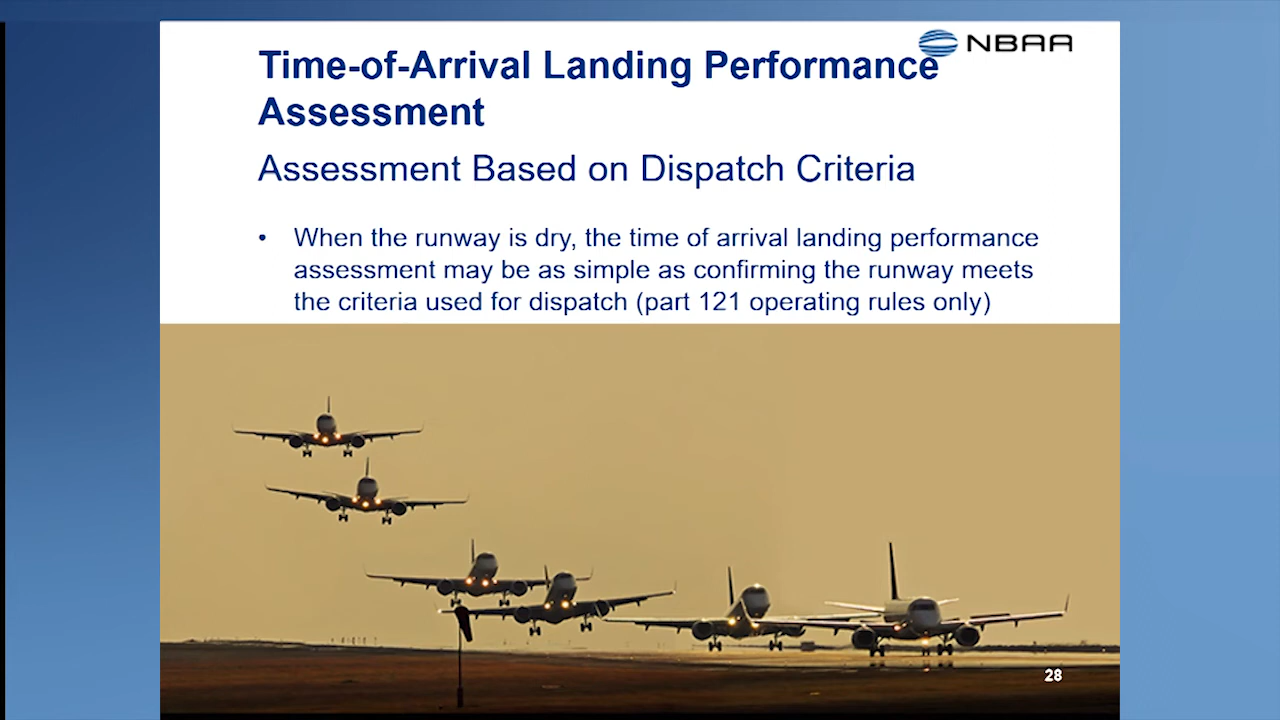 NBAA
Time-of-Arrival Landing Performance
Assessment
Assessment Based on Dispatch Criteria
• When the runway is dry, the time of arrival landing performance
assessment may be as simple as confirming the runway meets
the criteria used for dispatch (part 121 operating rules only)
28